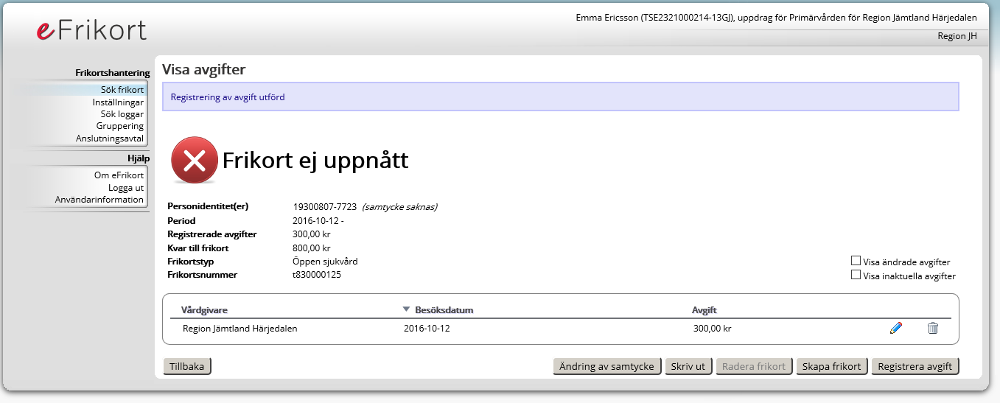 Emma Ericsson (TSE2321000214-13GJ), uppdrag för Primärvården för Region Jämtland Härjedalen
Region JH
eFrikort
Frikortshantering
Sök frikort
Inställningar
Sök loggar
Gruppering
Anslutningsavtal
Hjälp
Om eFrikort
Logga ut
Användarinformation
Visa avgifter
Registrering av avgift utförd
Frikort ej uppnått
Personidentitet(er) 19300807-7723 (samtycke saknas)
Period 2016-10-12 -
Registrerade avgifter 300,00 kr
Kvar till frikort 800,00 kr
Frikortstyp Öppen sjukvård
Frikortsnummer t830000125
Visa ändrade avgifter
Visa inaktuella avgifter
Vårdgivare Besöksdatum Avgift
Region Jämtland Härjedalen 2016-10-12 300,00 kr
Tillbaka Ändring av samtycke Skriv ut Radera frikort Skapa frikort Registrera avgift